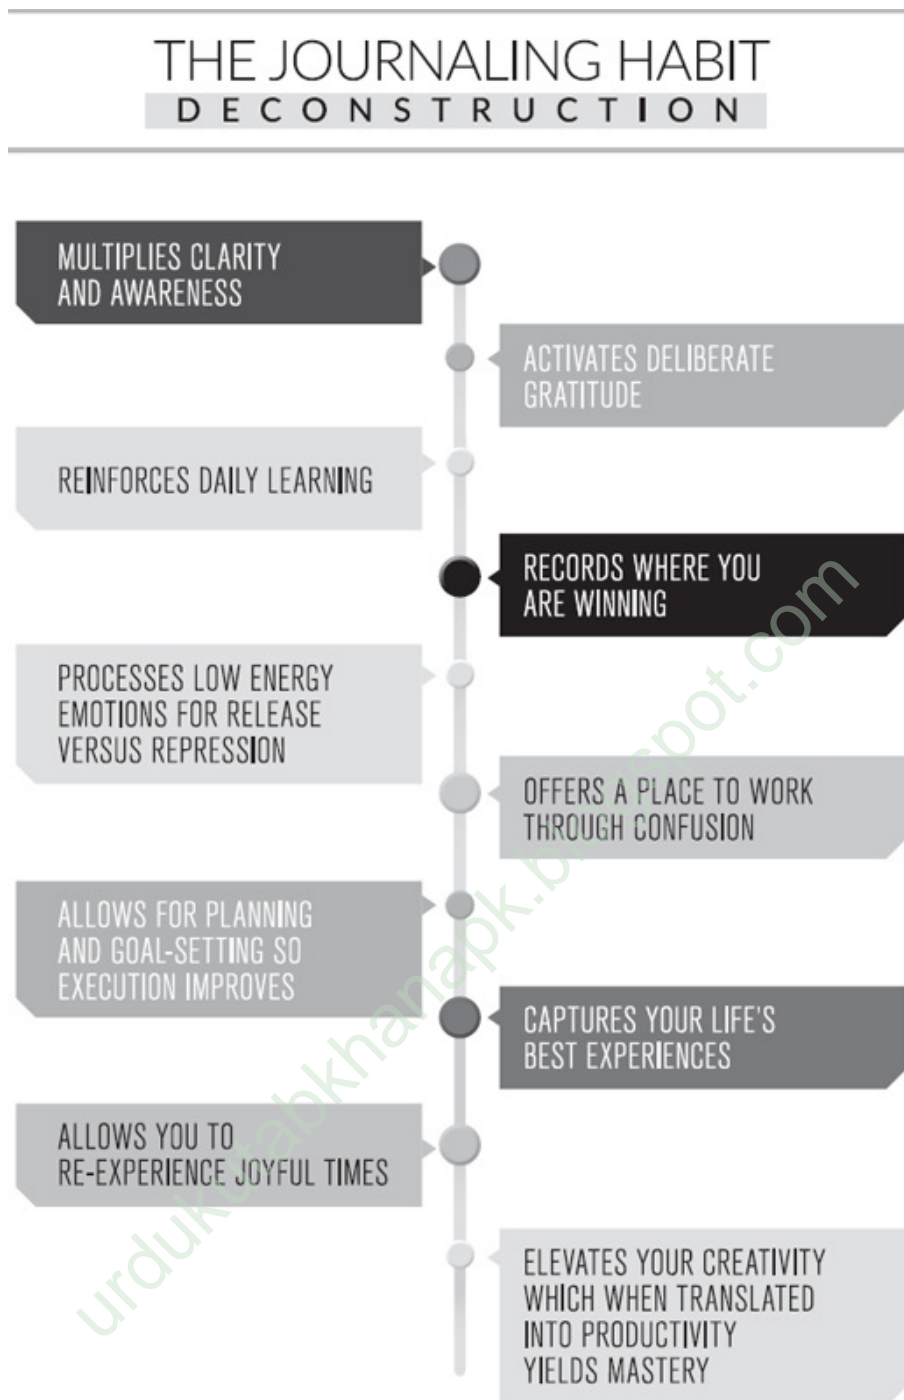 THE JOURNALING HABIT
DECONSTRUCTION
MULTIPLIES CLARITY
AND AWARENESS
ACTIVATES DELIBERATE
GRATITUDE
REINFORCES DAILY LEARNING
RECORDS WHERE YOU
ARE WINNING
PROCESSES LOW ENERGY
EMOTIONS FOR RELEASE
VERSUS REPRESSION
OFFERS A PLACE TO WORK
THROUGH CONFUSION
ALLOWS FOR PLANNING
AND GOAL-SETTING SO
EXECUTION IMPROVES
CAPTURES YOUR LIFE'S
BEST EXPERIENCES
ALLOWS YOU TO
RE-EXPERIENCE JOYFUL TIMES
ELEVATES YOUR CREATIVITY
WHICH WHEN TRANSLATED
INTO PRODUCTIVITY
YIELDS MASTERY
urdukutabkhanapk.blogspot.com